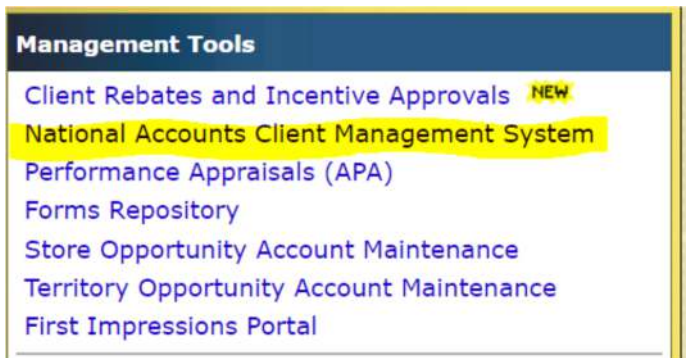 Management Tools
Client Rebates and Incentive Approvals NEW
National Accounts Client Management System
Performance Appraisals (APA)
Forms Repository
Store Opportunity Account Maintenance
Territory Opportunity Account Maintenance
First Impressions Portal